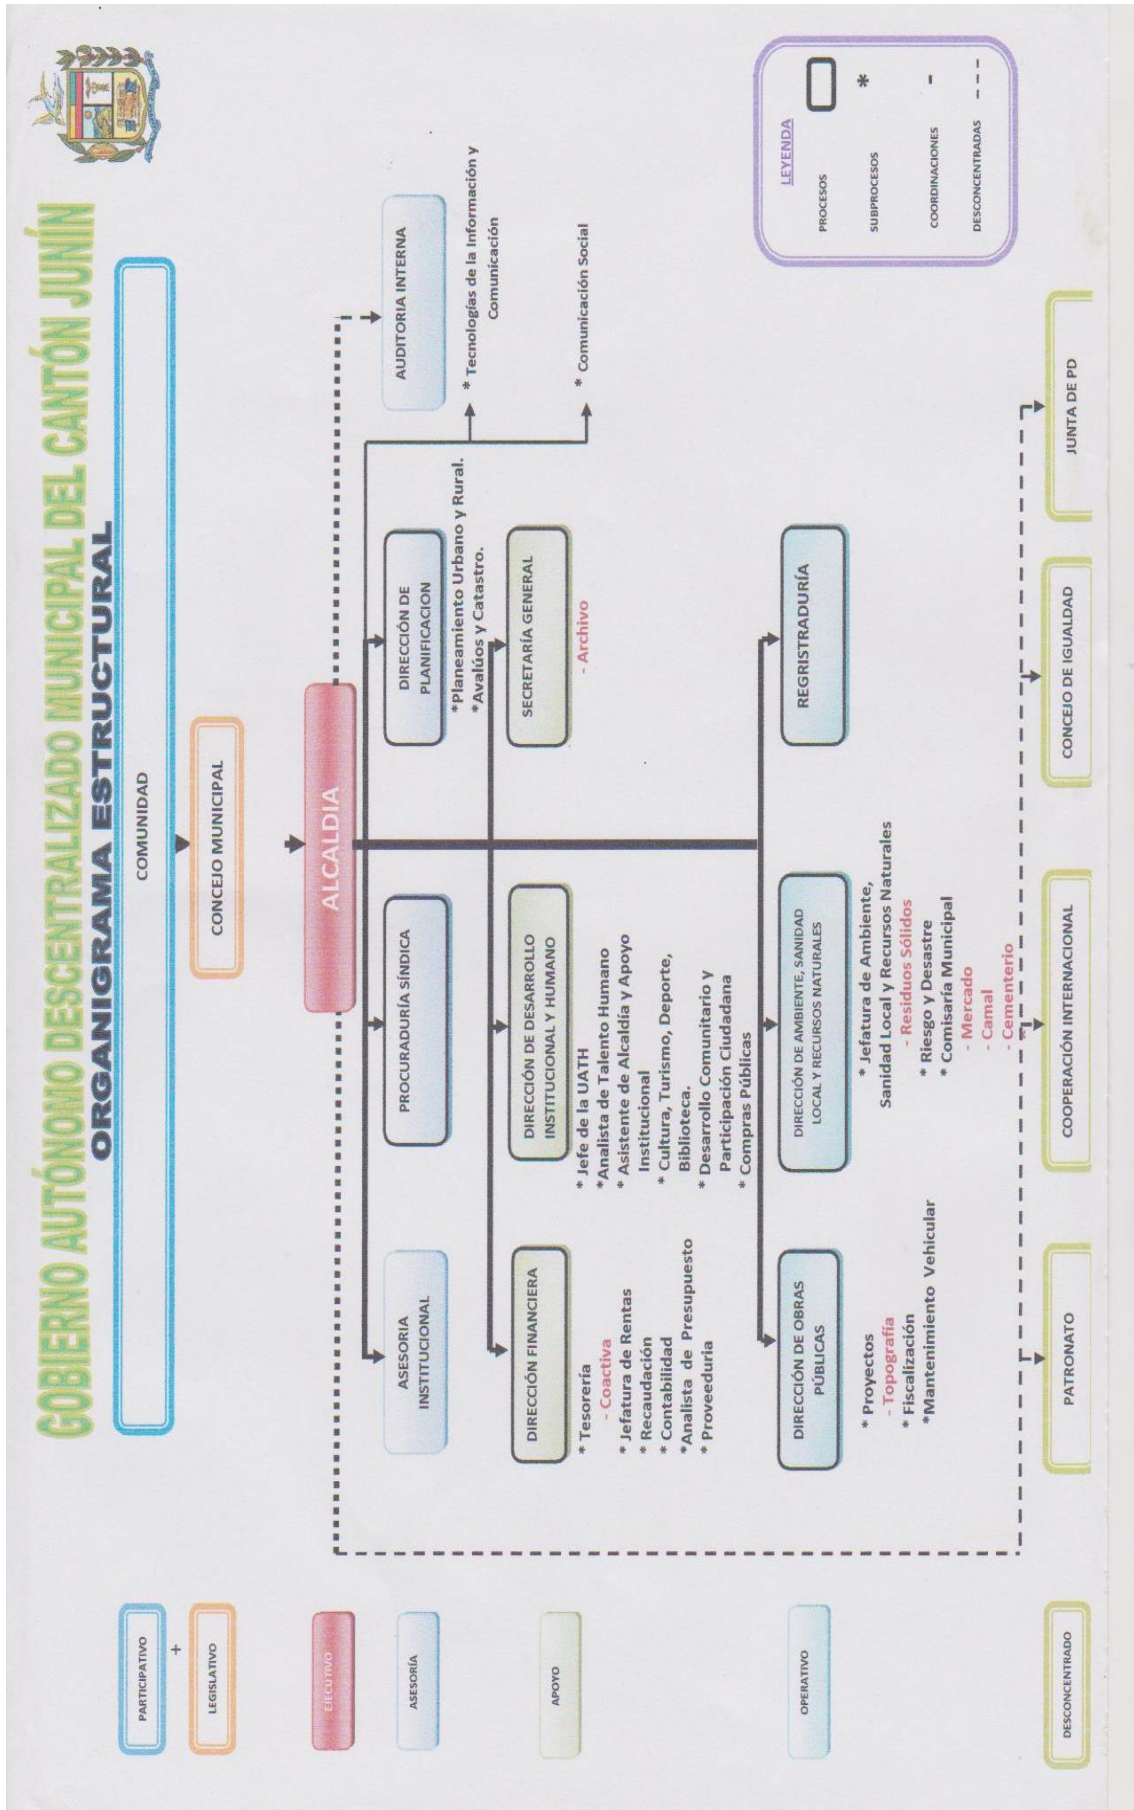 GOBIERNO AUTÓNOMO DESCENTRALIZADO MUNICIPAL DEL CANTÓN JUNÍN
ORGANIGRAMA ESTRUCTURAL
PARTICIPATIVO
+
LEGISLATIVO
COMUNIDAD
CONCEJO MUNICIPAL
EJECUTIVO
ALCALDIA
ASESORÍA
ASESORIA
INSTITUCIONAL
PROCURADURÍA SÍNDICA
DIRECCIÓN DE
PLANIFICACION
*Planeamiento Urbano y Rural.
*Avalúos y Catastro.
AUDITORIA INTERNA
* Tecnologías de la Información y
Comunicación
* Comunicación Social
APOYO
DIRECCIÓN FINANCIERA
* Tesorería
- Coactiva
* Jefatura de Rentas
* Recaudación
* Contabilidad
*Analista de Presupuesto
* Proveeduria
DIRECCIÓN DE DESARROLLO
INSTITUCIONAL Y HUMANO
* Jefe de la UATH
*Analista de Talento Humano
* Asistente de Alcaldía y Apoyo
Institucional
* Cultura, Turismo, Deporte,
Biblioteca.
* Desarrollo Comunitario y
Participación Ciudadana
* Compras Públicas
SECRETARÍA GENERAL
- Archivo
OPERATIVO
DIRECCIÓN DE OBRAS
PÚBLICAS
* Proyectos
- Topografía
* Fiscalización
*Mantenimiento Vehicular
DIRECCIÓN DE AMBIENTE, SANIDAD
LOCAL Y RECURSOS NATURALES
* Jefatura de Ambiente,
Sanidad Local y Recursos Naturales
- Residuos Sólidos
* Riesgo y Desastre
* Comisaría Municipal
- Mercado
- Camal
- Cementerio
REGRISTRADURÍA
DESCONCENTRADO
PATRONATO
COOPERACIÓN INTERNACIONAL
CONCEJO DE IGUALDAD
JUNTA DE PD
LEYENDA
PROCESOS
SUBPROCESOS *
COORDINACIONES -
DESCONCENTRADAS ----